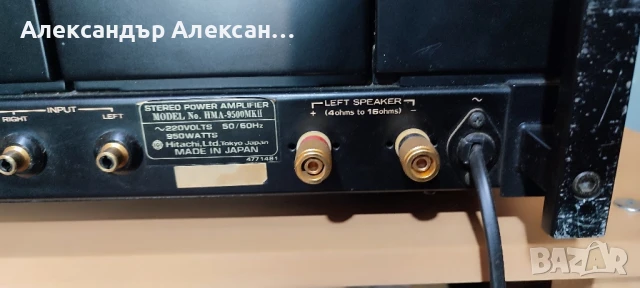 Александър Алексан...
INPUT
RIGHT
LEFT
STEREO POWER AMPLIFIER
MODEL No. HMA-9500MKII
~220VOLTS 50/60Hz
950WATTS
Hitachi, Ltd. Tokyo Japan
MADE IN JAPAN
4771481
LEFT SPEAKER
+ (4ohms to 16ohms) −
~
BAZAR